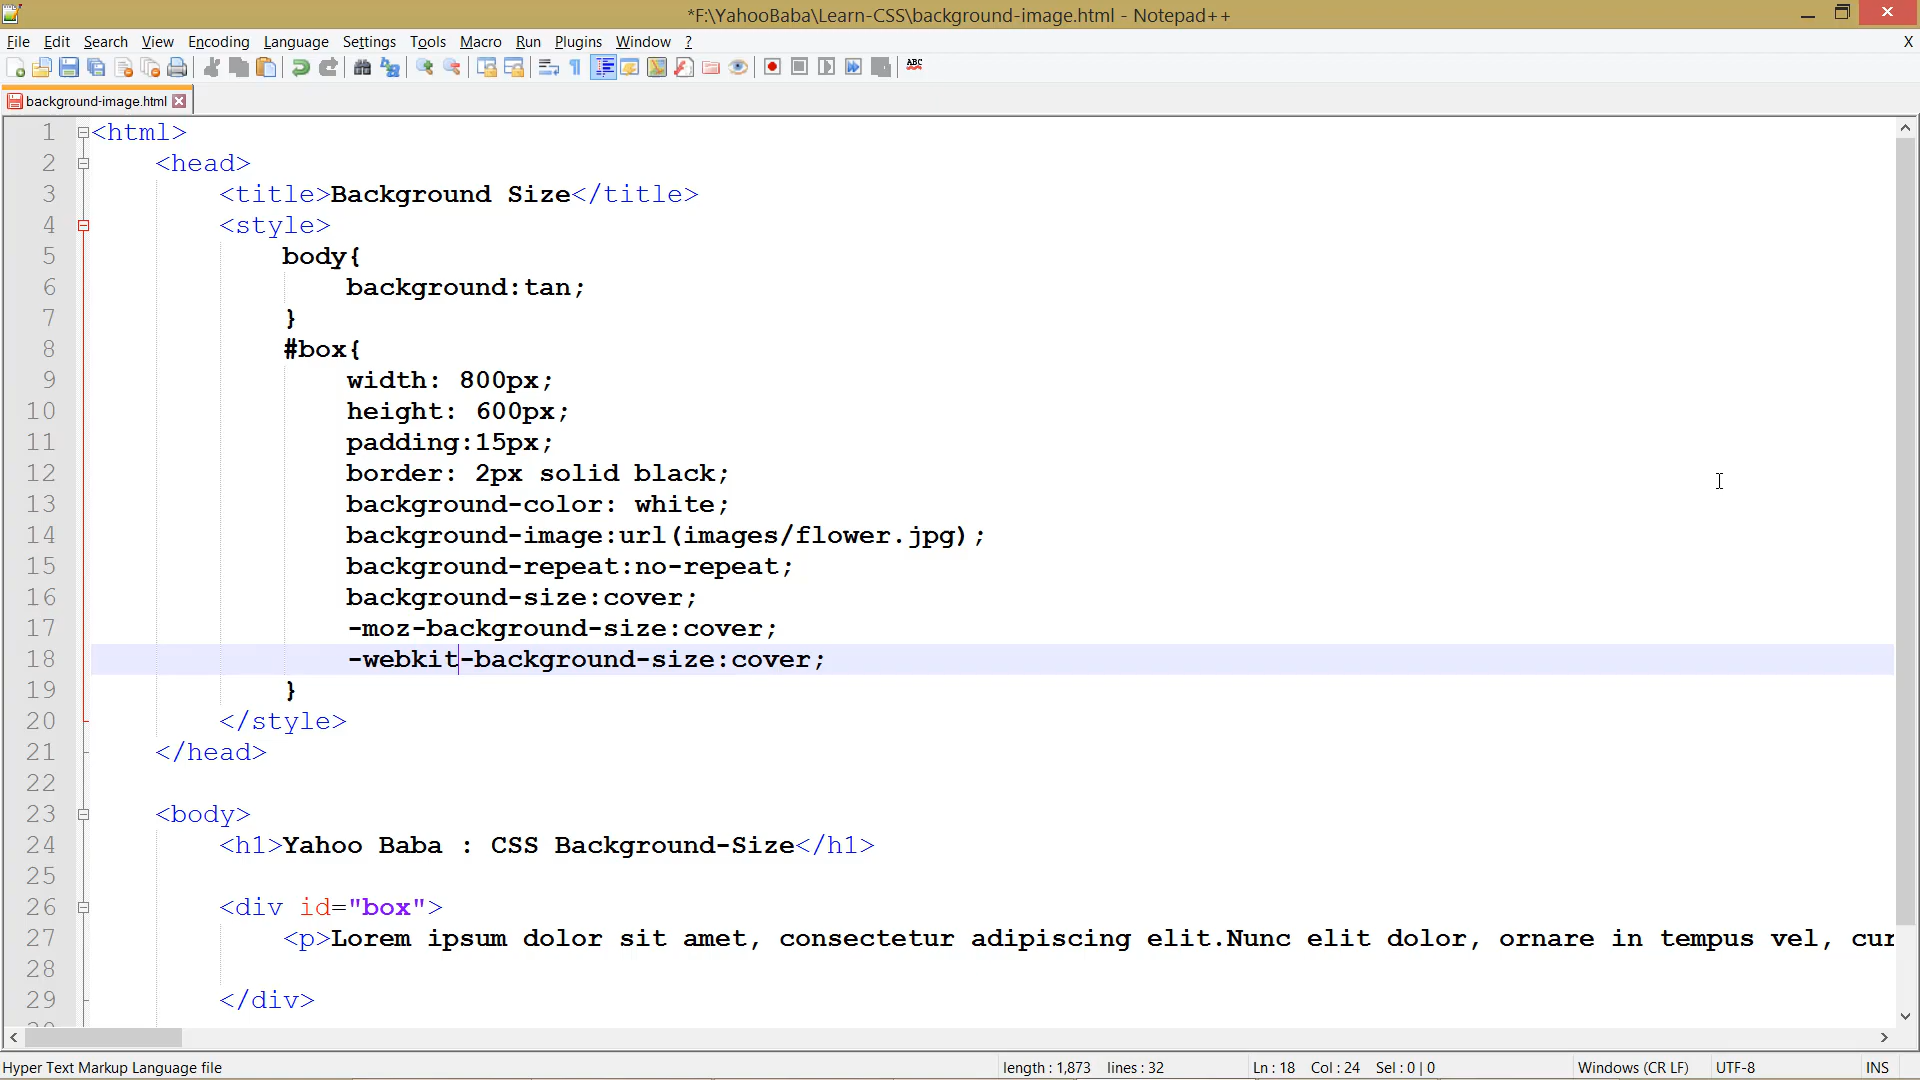 *F:\YahooBaba\Learn-CSS\background-image.html - Notepad++
File Edit Search View Encoding Language Settings Tools Macro Run Plugins Window ? X
ABC
background-image.html
1 <html>
2 <head>
3 <title>Background Size</title>
4 <style>
5 body{
6 background:tan;
7 }
8 #box{
9 width: 800px;
10 height: 600px;
11 padding:15px;
12 border: 2px solid black;
13 background-color: white;
14 background-image:url(images/flower.jpg);
15 background-repeat:no-repeat;
16 background-size:cover;
17 -moz-background-size:cover;
18 -webkit-background-size:cover;
19 }
20 </style>
21 </head>
22
23 <body>
24 <h1>Yahoo Baba : CSS Background-Size</h1>
25
26 <div id="box">
27 <p>Lorem ipsum dolor sit amet, consectetur adipiscing elit.Nunc elit dolor, ornare in tempus vel, cur
28
29 </div>
Hyper Text Markup Language file length : 1,873 lines : 32 Ln : 18 Col : 24 Sel : 0 | 0 Windows (CR LF) UTF-8 INS